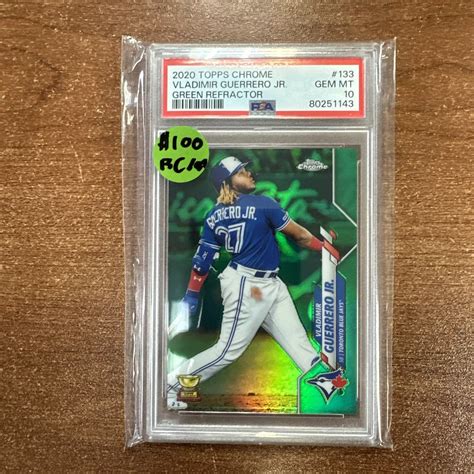 2020 TOPPS CHROME #133
VLADIMIR GUERRERO JR. GEM MT
GREEN REFRACTOR 10
PSA 80251143
$100
Topps
Chrome
GUERRERO JR.
27
VLADIMIR
GUERRERO JR.
TORONTO BLUE JAYS